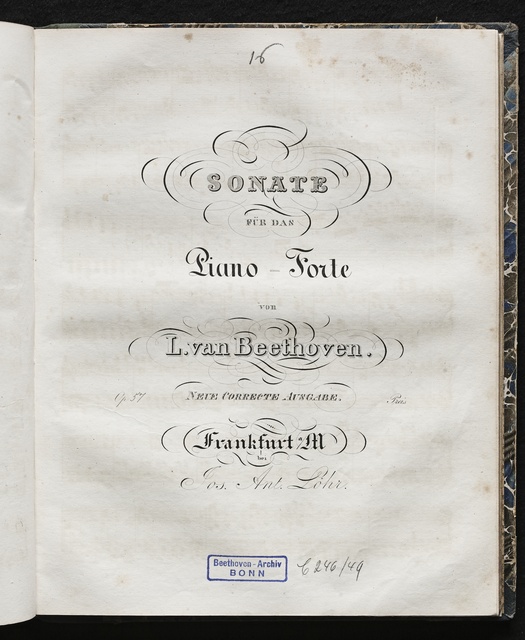 16
SONATE
FÜR DAS
Piano - Forte
VON
L. van Beethoven.
Op. 57 NEUE CORRECTE AUSGABE. Preis
Frankfurt a/M
bei
Jos. Ant. Löhr.
Beethoven-Archiv
BONN
C 246/49